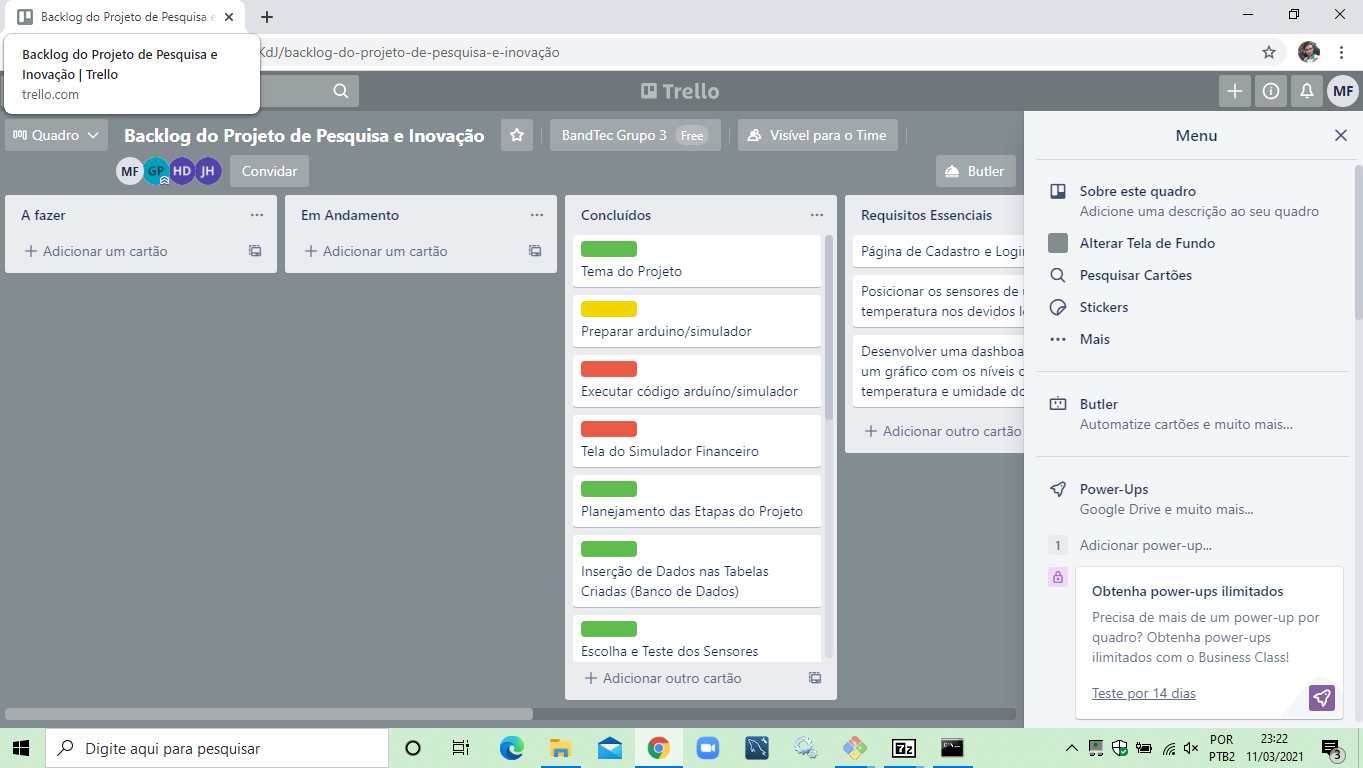 Backlog do Projeto de Pesquisa e
Backlog do Projeto de Pesquisa e
Inovação | Trello
trello.com
KdJ/backlog-do-projeto-de-pesquisa-e-inovação
Trello
MF
Quadro
Backlog do Projeto de Pesquisa e Inovação
BandTec Grupo 3 Free
Visível para o Time
MF GP HD JH
Convidar
Butler
A fazer
Adicionar um cartão
Em Andamento
Adicionar um cartão
Concluídos
Tema do Projeto
Preparar arduino/simulador
Executar código arduíno/simulador
Tela do Simulador Financeiro
Planejamento das Etapas do Projeto
Inserção de Dados nas Tabelas
Criadas (Banco de Dados)
Escolha e Teste dos Sensores
Adicionar outro cartão
Requisitos Essenciais
Página de Cadastro e Login
Posicionar os sensores de
temperatura nos devidos
Desenvolver uma dashboa
um gráfico com os níveis
temperatura e umidade do
Adicionar outro cartão
Menu
Sobre este quadro
Adicione uma descrição ao seu quadro
Alterar Tela de Fundo
Pesquisar Cartões
Stickers
Mais
Butler
Automatize cartões e muito mais...
Power-Ups
Google Drive e muito mais...
1 Adicionar power-up...
Obtenha power-ups ilimitados
Precisa de mais de um power-up por
quadro? Obtenha power-ups
ilimitados com o Business Class!
Teste por 14 dias
Digite aqui para pesquisar
7z
POR
PTB2
23:22
11/03/2021
3